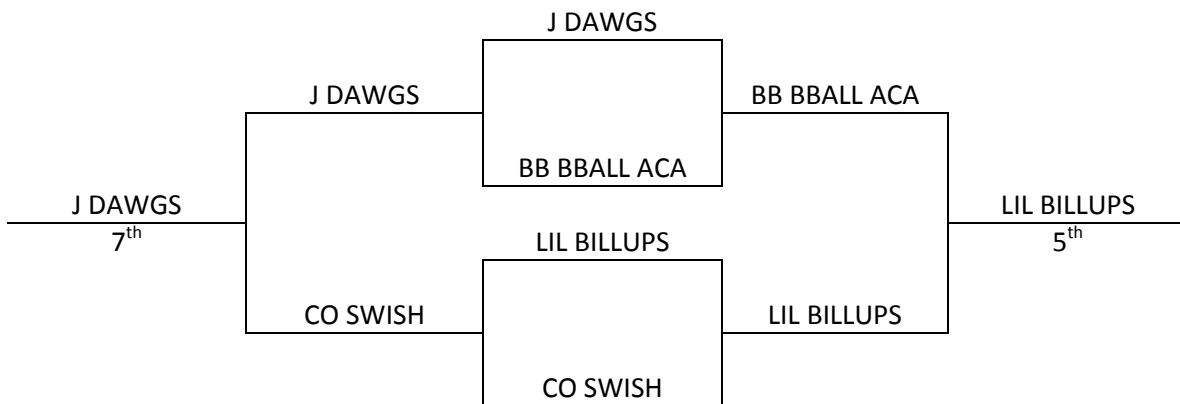 J DAWGS
J DAWGS
BB BBALL ACA
BB BBALL ACA
J DAWGS
7th
LIL BILLUPS
5th
LIL BILLUPS
CO SWISH
LIL BILLUPS
CO SWISH